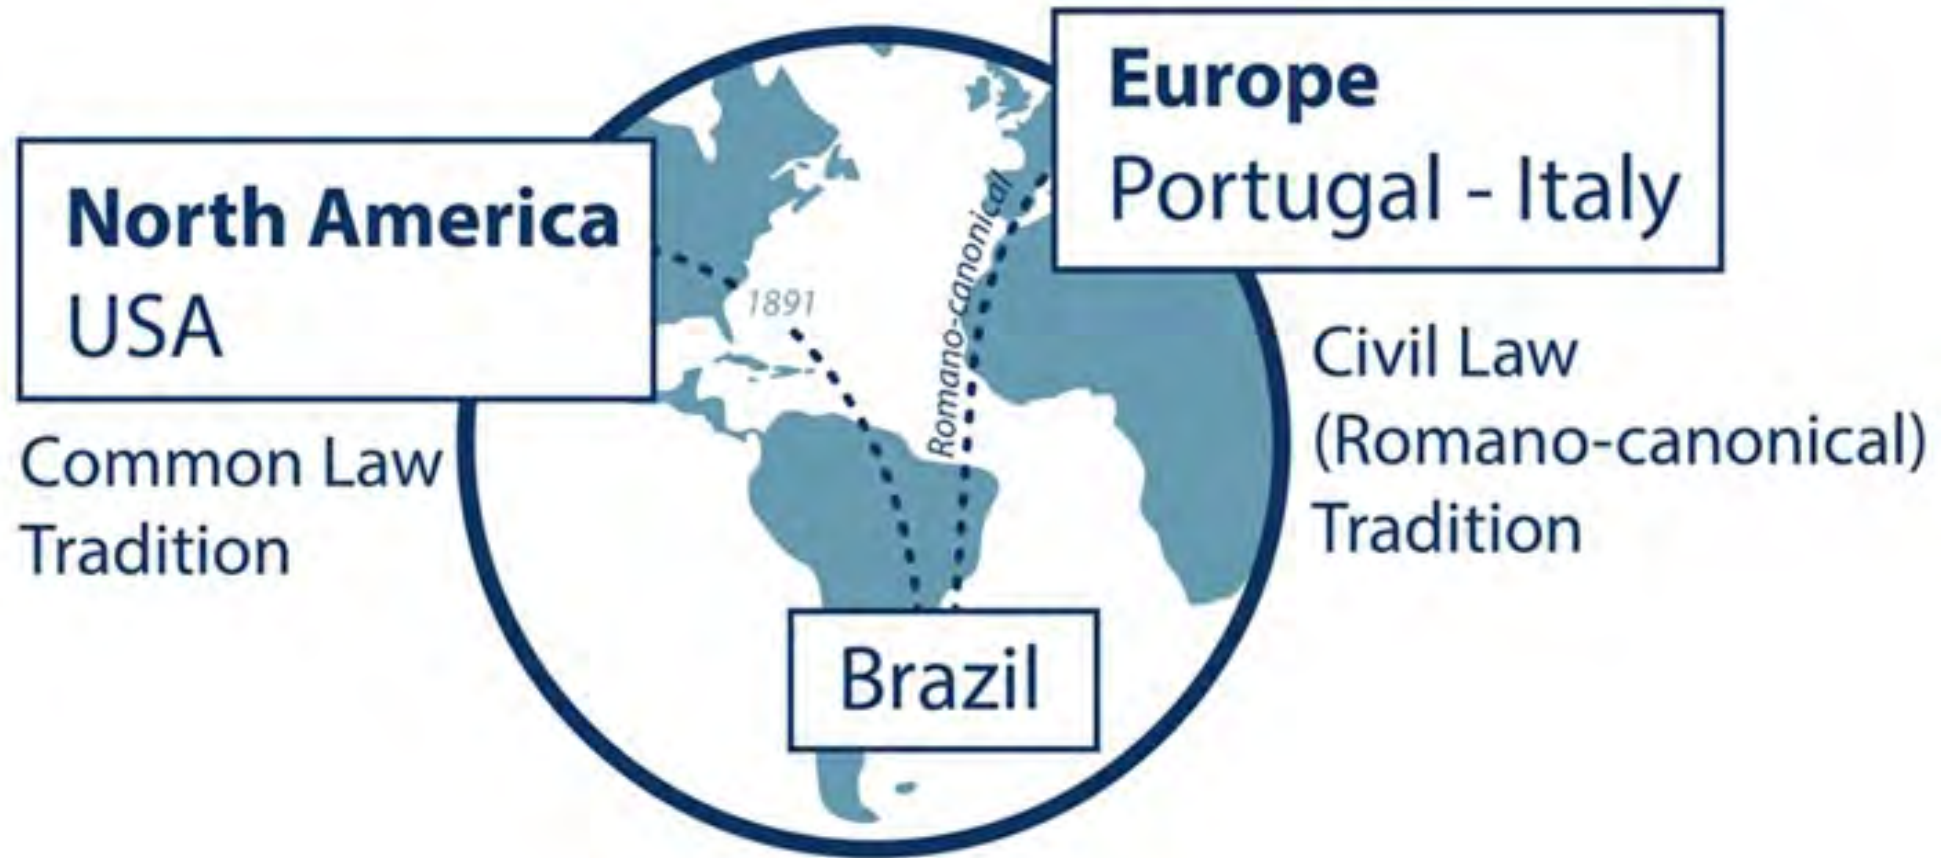 North America
USA
Common Law
Tradition
1891
Romano-canonical
Europe
Portugal - Italy
Civil Law
(Romano-canonical)
Tradition
Brazil